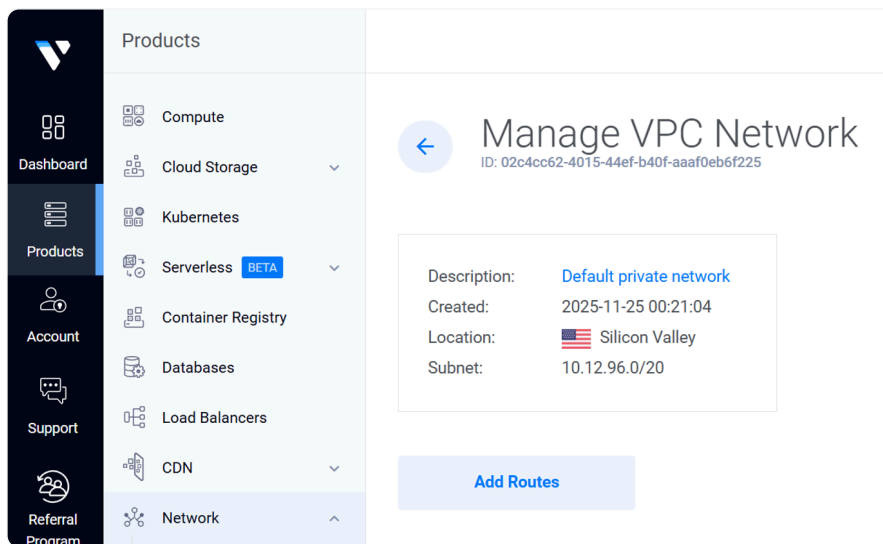 Products
Dashboard
Products
Account
Support
Referral
Program
Compute
Cloud Storage
Kubernetes
Serverless BETA
Container Registry
Databases
Load Balancers
CDN
Network
Manage VPC Network
ID: 02c4cc62-4015-44ef-b40f-aaaf0eb6f225
Description: Default private network
Created: 2025-11-25 00:21:04
Location: Silicon Valley
Subnet: 10.12.96.0/20
Add Routes